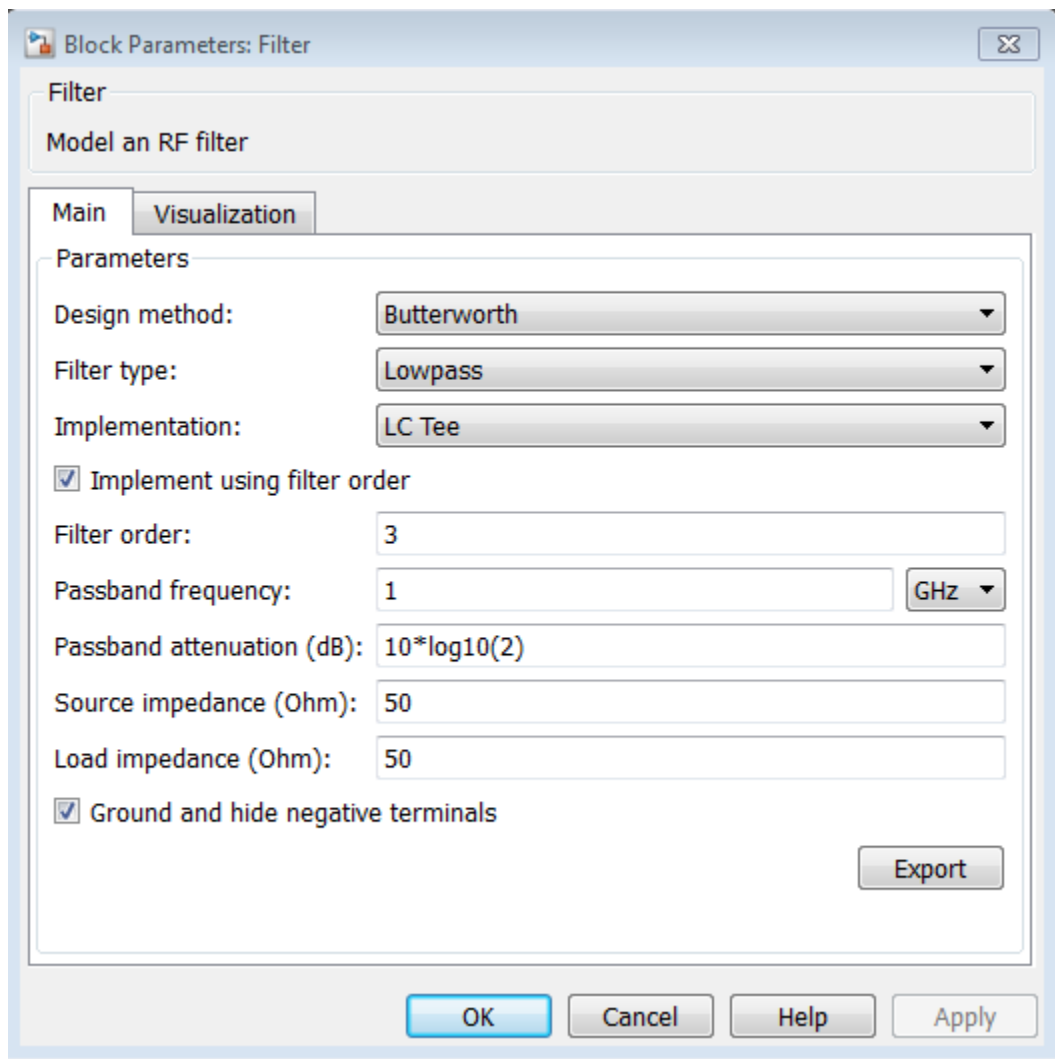 Block Parameters: Filter
Filter
Model an RF filter
Main Visualization
Parameters
Design method: Butterworth
Filter type: Lowpass
Implementation: LC Tee
Implement using filter order
Filter order: 3
Passband frequency: 1 GHz
Passband attenuation (dB): 10*log10(2)
Source impedance (Ohm): 50
Load impedance (Ohm): 50
Ground and hide negative terminals
Export
OK Cancel Help Apply